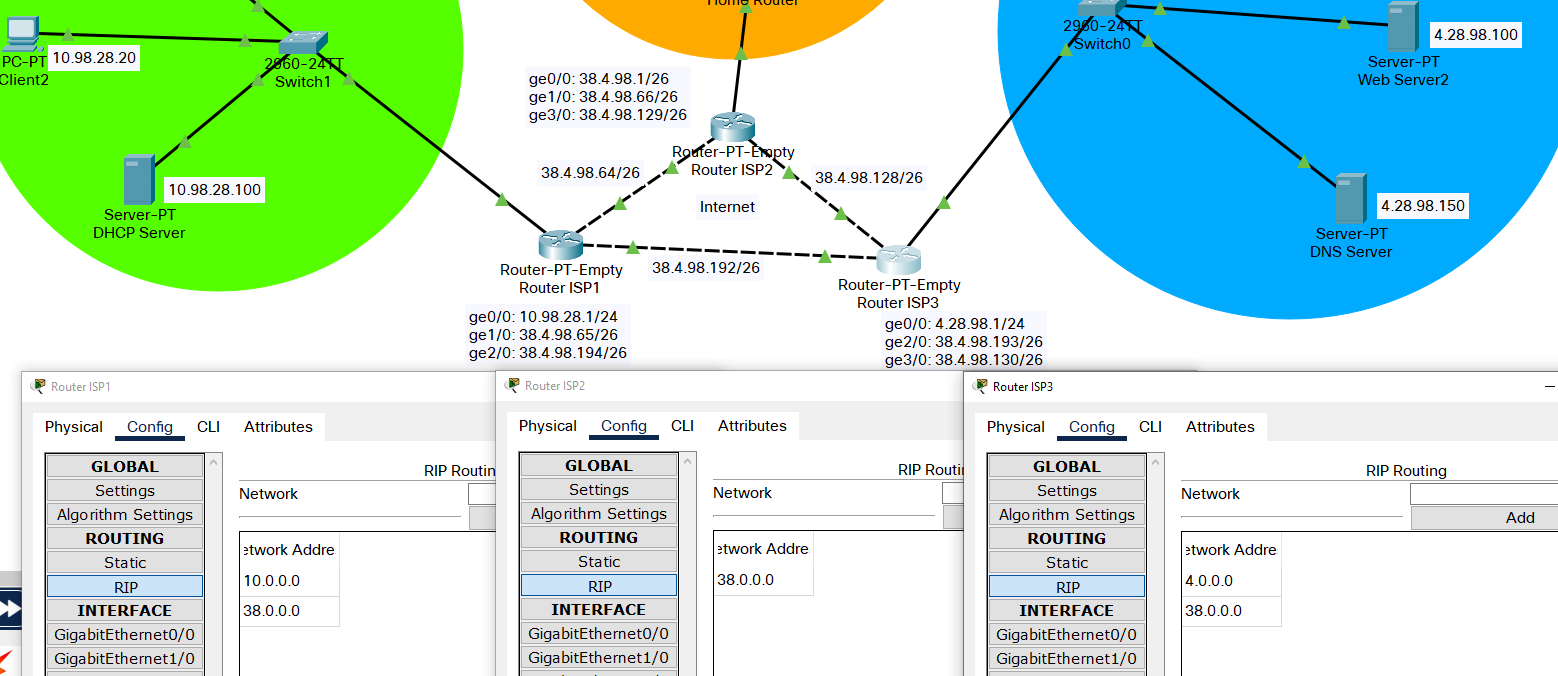 Home Router
PC-PT
Client2
10.98.28.20
2960-24TT
Switch1
10.98.28.100
Server-PT
DHCP Server
ge0/0: 38.4.98.1/26
ge1/0: 38.4.98.66/26
ge3/0: 38.4.98.129/26
Router-PT-Empty
Router ISP2
38.4.98.64/26
38.4.98.128/26
Internet
38.4.98.192/26
Router-PT-Empty
Router ISP1
ge0/0: 10.98.28.1/24
ge1/0: 38.4.98.65/26
ge2/0: 38.4.98.194/26
Router-PT-Empty
Router ISP3
ge0/0: 4.28.98.1/24
ge2/0: 38.4.98.193/26
ge3/0: 38.4.98.130/26
2960-24TT
Switch0
4.28.98.100
Server-PT
Web Server2
4.28.98.150
Server-PT
DNS Server
Router ISP1
Physical Config CLI Attributes
GLOBAL
Settings
Algorithm Settings
ROUTING
Static
RIP
INTERFACE
GigabitEthernet0/0
GigabitEthernet1/0
RIP Routin
Network
etwork Addre
10.0.0.0
38.0.0.0
Router ISP2
Physical Config CLI Attributes
GLOBAL
Settings
Algorithm Settings
ROUTING
Static
RIP
INTERFACE
GigabitEthernet0/0
GigabitEthernet1/0
RIP Routi
Network
etwork Addre
38.0.0.0
Router ISP3
Physical Config CLI Attributes
GLOBAL
Settings
Algorithm Settings
ROUTING
Static
RIP
INTERFACE
GigabitEthernet0/0
GigabitEthernet1/0
RIP Routing
Network
Add
etwork Addre
4.0.0.0
38.0.0.0